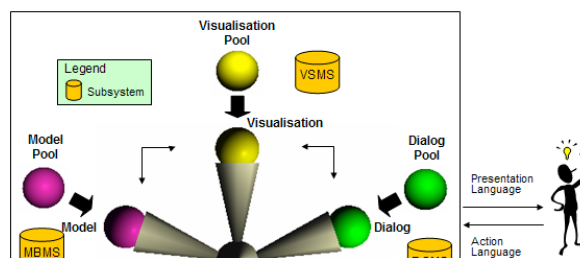 Visualisation
Pool
Legend
Subsystem
VSMS
Visualisation
Model
Pool
Dialog
Pool
Presentation
Language
Model
Dialog
MBMS
Action
Language